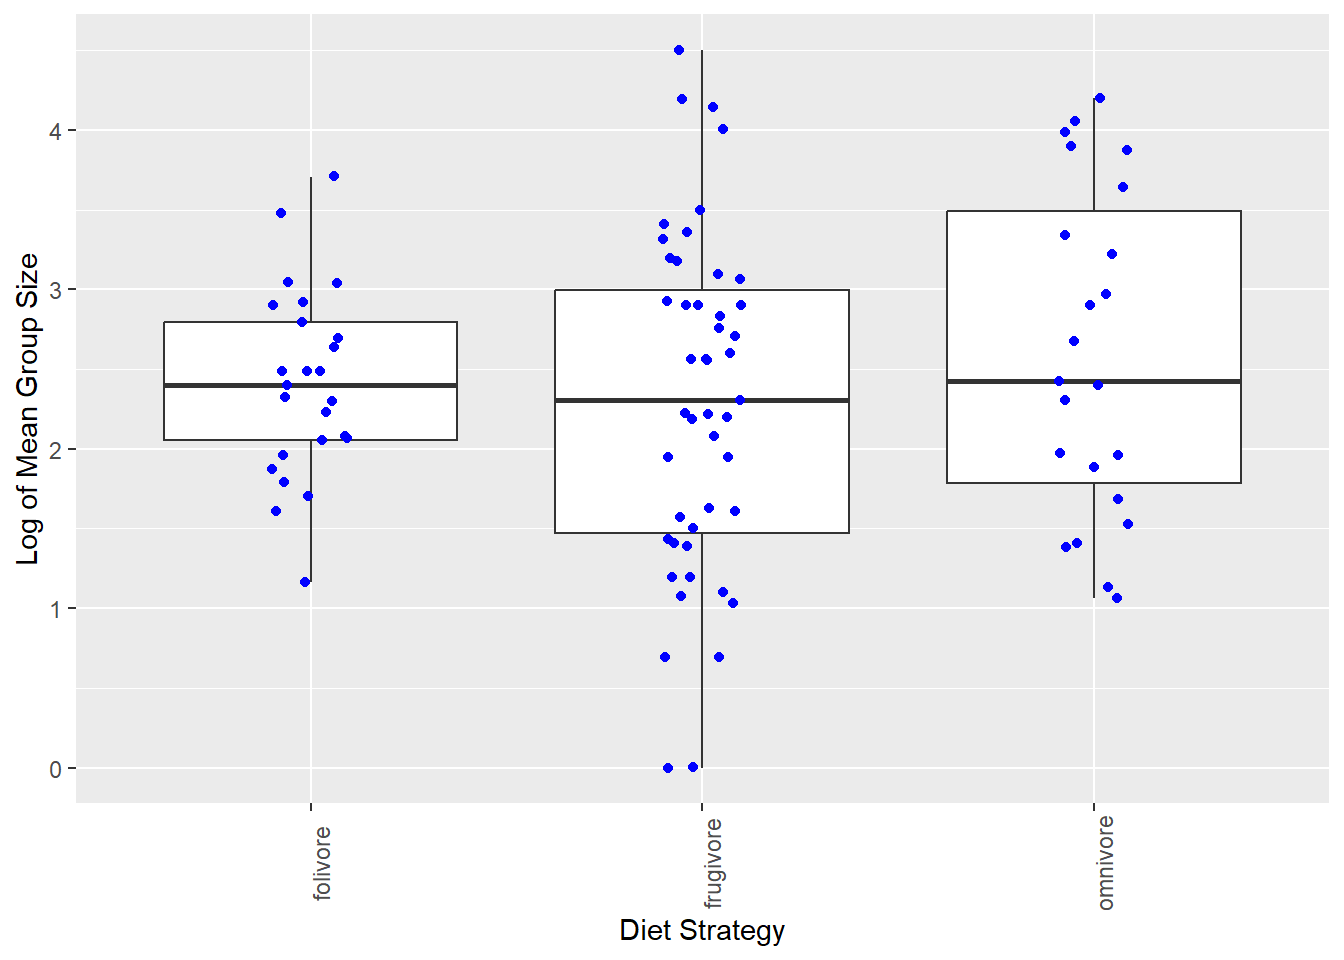 Log of Mean Group Size
4
3
2
1
0
folivore
frugivore
omnivore
Diet Strategy